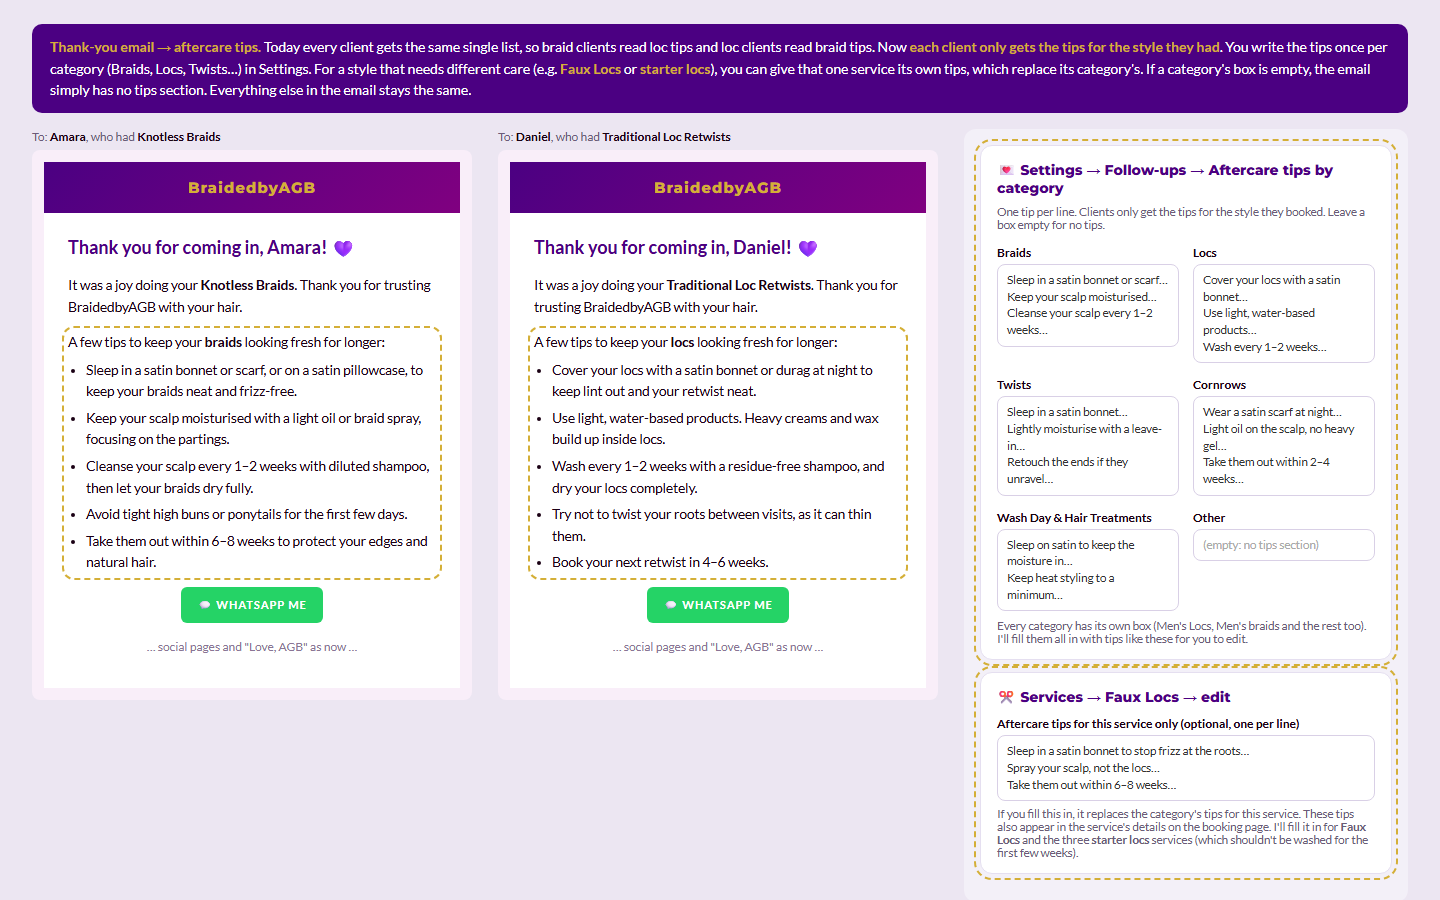 Thank-you email → aftercare tips. Today every client gets the same single list, so braid clients read loc tips and loc clients read braid tips. Now each client only gets the tips for the style they had. You write the tips once per
category (Braids, Locs, Twists...) in Settings. For a style that needs different care (e.g. Faux Locs or starter locs), you can give that one service its own tips, which replace its category's. If a category's box is empty, the email
simply has no tips section. Everything else in the email stays the same.
To: Amara, who had Knotless Braids
BraidedbyAGB
Thank you for coming in, Amara! 💜
It was a joy doing your Knotless Braids. Thank you for trusting
BraidedbyAGB with your hair.
A few tips to keep your braids looking fresh for longer:
• Sleep in a satin bonnet or scarf, or on a satin pillowcase, to
keep your braids neat and frizz-free.
• Keep your scalp moisturised with a light oil or braid spray,
focusing on the partings.
• Cleanse your scalp every 1–2 weeks with diluted shampoo,
then let your braids dry fully.
• Avoid tight high buns or ponytails for the first few days.
• Take them out within 6–8 weeks to protect your edges and
natural hair.
💬 WHATSAPP ME
... social pages and "Love, AGB" as now ...
To: Daniel, who had Traditional Loc Retwists
BraidedbyAGB
Thank you for coming in, Daniel! 💜
It was a joy doing your Traditional Loc Retwists. Thank you for
trusting BraidedbyAGB with your hair.
A few tips to keep your locs looking fresh for longer:
• Cover your locs with a satin bonnet or durag at night to
keep lint out and your retwist neat.
• Use light, water-based products. Heavy creams and wax
build up inside locs.
• Wash every 1–2 weeks with a residue-free shampoo, and
dry your locs completely.
• Try not to twist your roots between visits, as it can thin
them.
• Book your next retwist in 4–6 weeks.
💬 WHATSAPP ME
... social pages and "Love, AGB" as now ...
💌 Settings → Follow-ups → Aftercare tips by
category
One tip per line. Clients only get the tips for the style they booked. Leave a
box empty for no tips.
Braids
Sleep in a satin bonnet or scarf...
Keep your scalp moisturised...
Cleanse your scalp every 1–2
weeks...
Locs
Cover your locs with a satin
bonnet...
Use light, water-based
products...
Wash every 1–2 weeks...
Twists
Sleep in a satin bonnet...
Lightly moisturise with a leave-
in...
Retouch the ends if they
unravel...
Cornrows
Wear a satin scarf at night...
Light oil on the scalp, no heavy
gel...
Take them out within 2–4
weeks...
Wash Day & Hair Treatments
Sleep on satin to keep the
moisture in...
Keep heat styling to a
minimum...
Other
(empty: no tips section)
Every category has its own box (Men's Locs, Men's braids and the rest too).
I'll fill them all in with tips like these for you to edit.
✂️ Services → Faux Locs → edit
Aftercare tips for this service only (optional, one per line)
Sleep in a satin bonnet to stop frizz at the roots...
Spray your scalp, not the locs...
Take them out within 6–8 weeks...
If you fill this in, it replaces the category's tips for this service. These tips
also appear in the service's details on the booking page. I'll fill it in for Faux
Locs and the three starter locs services (which shouldn't be washed for the
first few weeks).